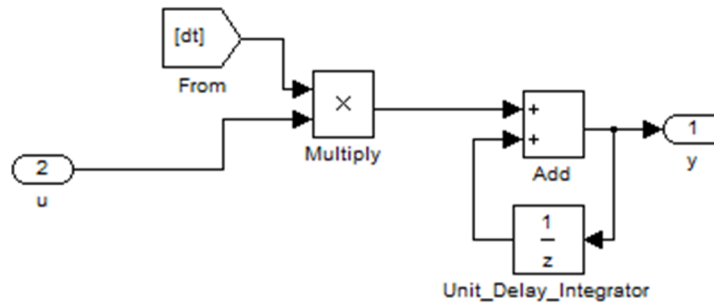 [dt]
From
×
Multiply
2
u
+
+
Add
1
y
1
z
Unit_Delay_Integrator